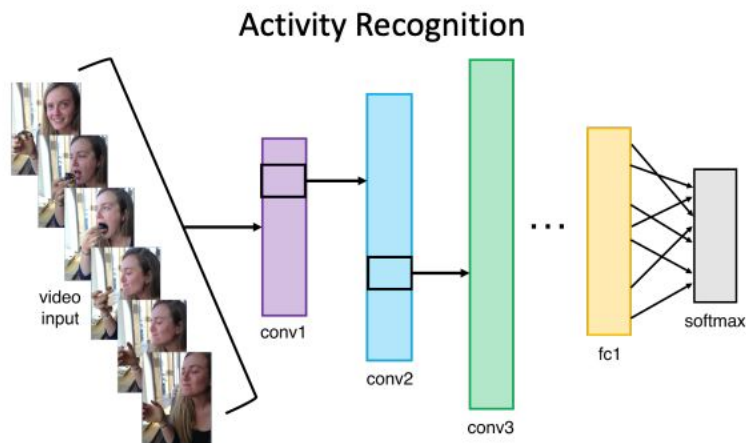 Activity Recognition
video
input
conv1
conv2
conv3
...
fc1
softmax